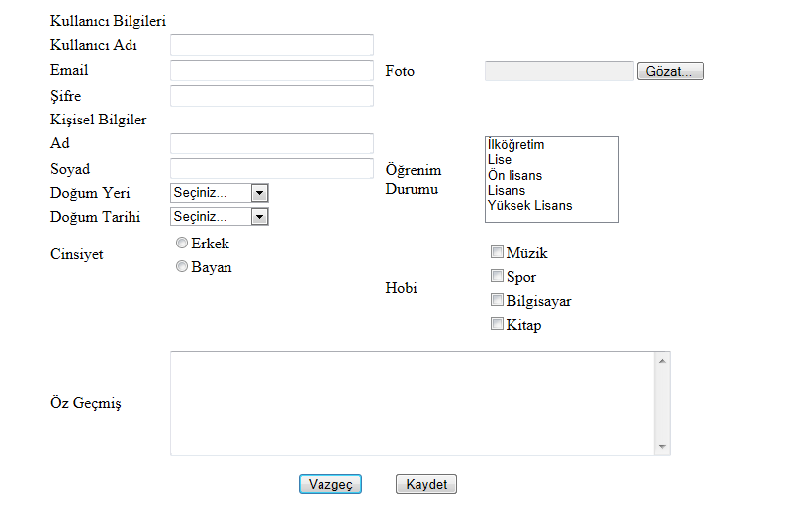 Kullanıcı Bilgileri
Kullanıcı Adı
Email
Foto Gözat...
Şifre
Kişisel Bilgiler
Ad
Soyad
Öğrenim Durumu
İlköğretim
Lise
Ön lisans
Lisans
Yüksek Lisans
Doğum Yeri Seçiniz...
Doğum Tarihi Seçiniz...
Cinsiyet
Erkek
Bayan
Hobi
Müzik
Spor
Bilgisayar
Kitap
Öz Geçmiş
Vazgeç Kaydet